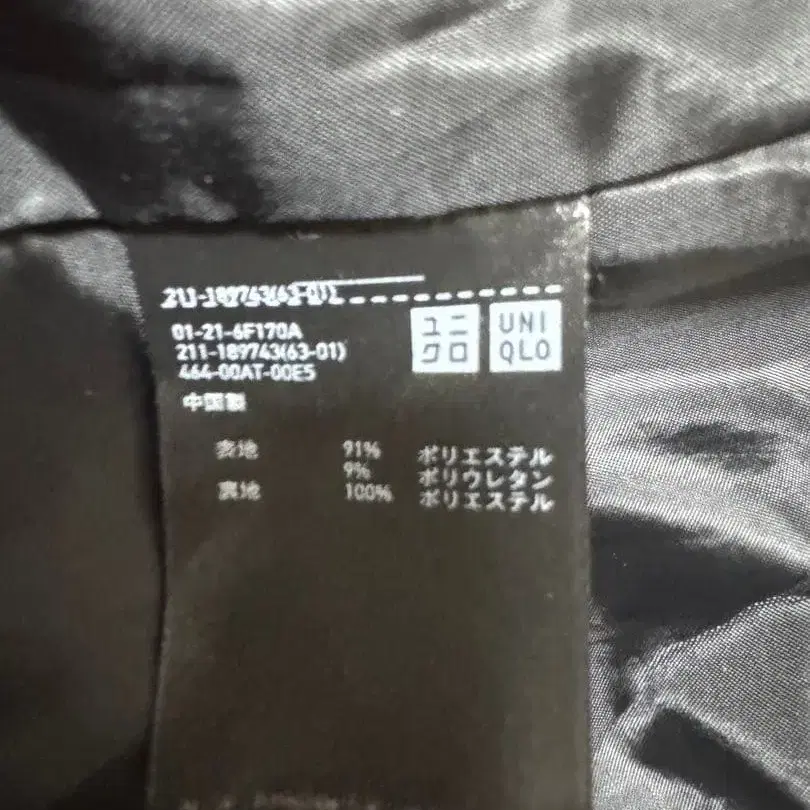 211-189743(63-01)
ユニ
クロ
UNI
QLO
01-21-6F170A
211-189743(63-01)
464-00AT-00E5
中国製
表地 91% ポリエステル
9% ポリウレタン
裏地 100% ポリエステル